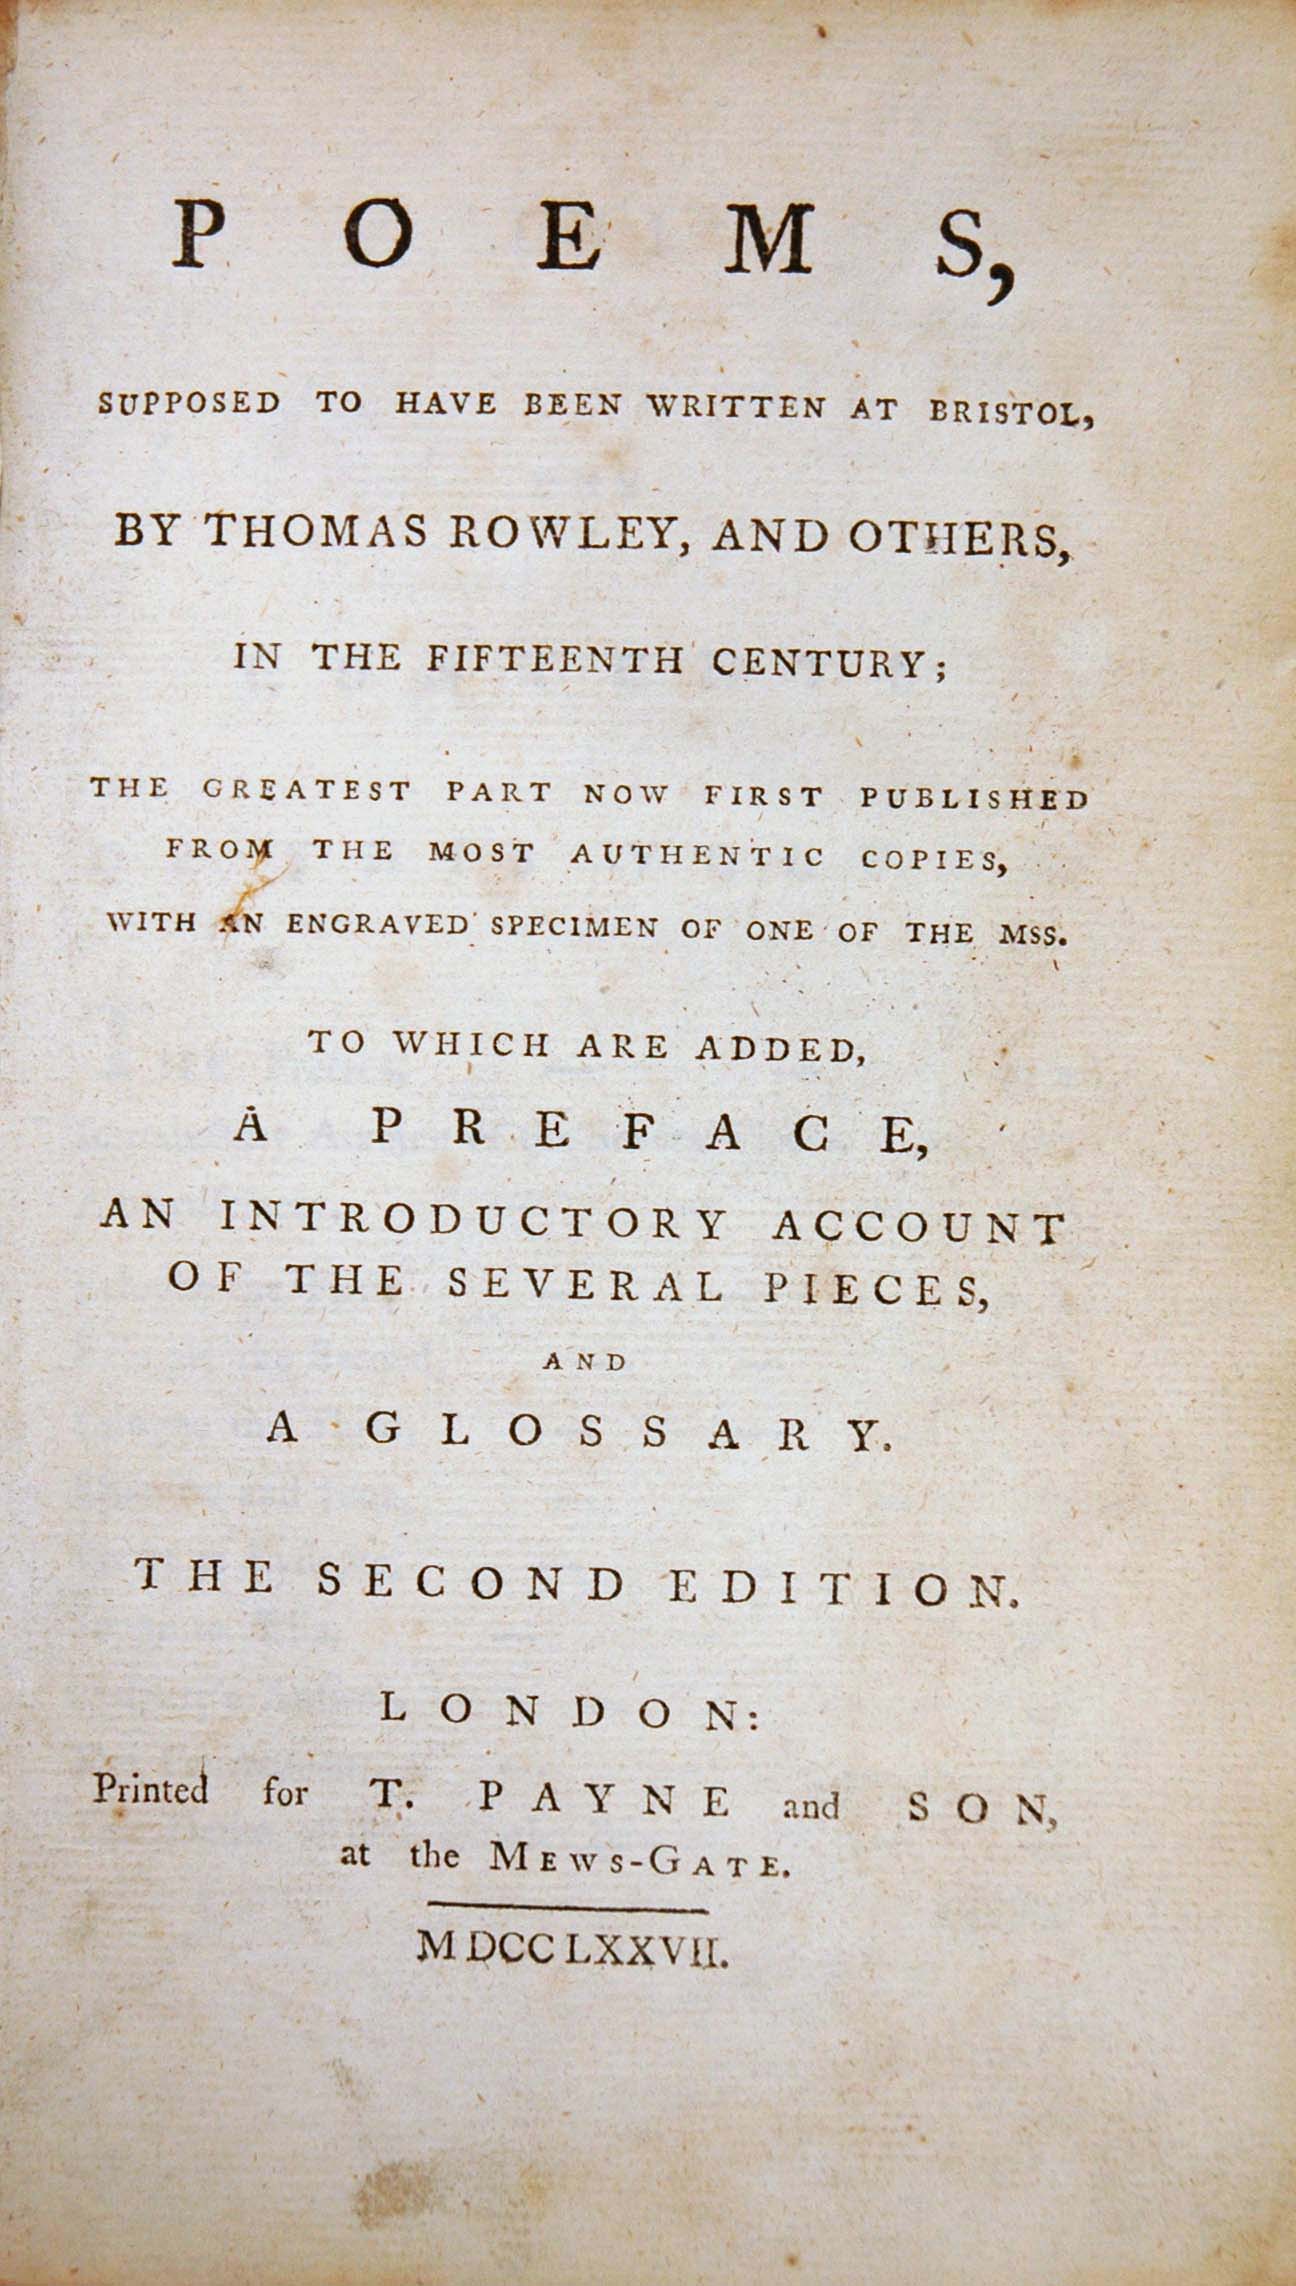 POEMS,
SUPPOSED TO HAVE BEEN WRITTEN AT BRISTOL,
BY THOMAS ROWLEY, AND OTHERS,
IN THE FIFTEENTH CENTURY;
THE GREATEST PART NOW FIRST PUBLISHED
FROM THE MOST AUTHENTIC COPIES,
WITH AN ENGRAVED SPECIMEN OF ONE OF THE MSS.
TO WHICH ARE ADDED,
A PREFACE,
AN INTRODUCTORY ACCOUNT
OF THE SEVERAL PIECES,
AND
A GLOSSARY.
THE SECOND EDITION.
LONDON:
Printed for T. PAYNE and SON,
at the MEWS-GATE.
MDCCLXXVII.